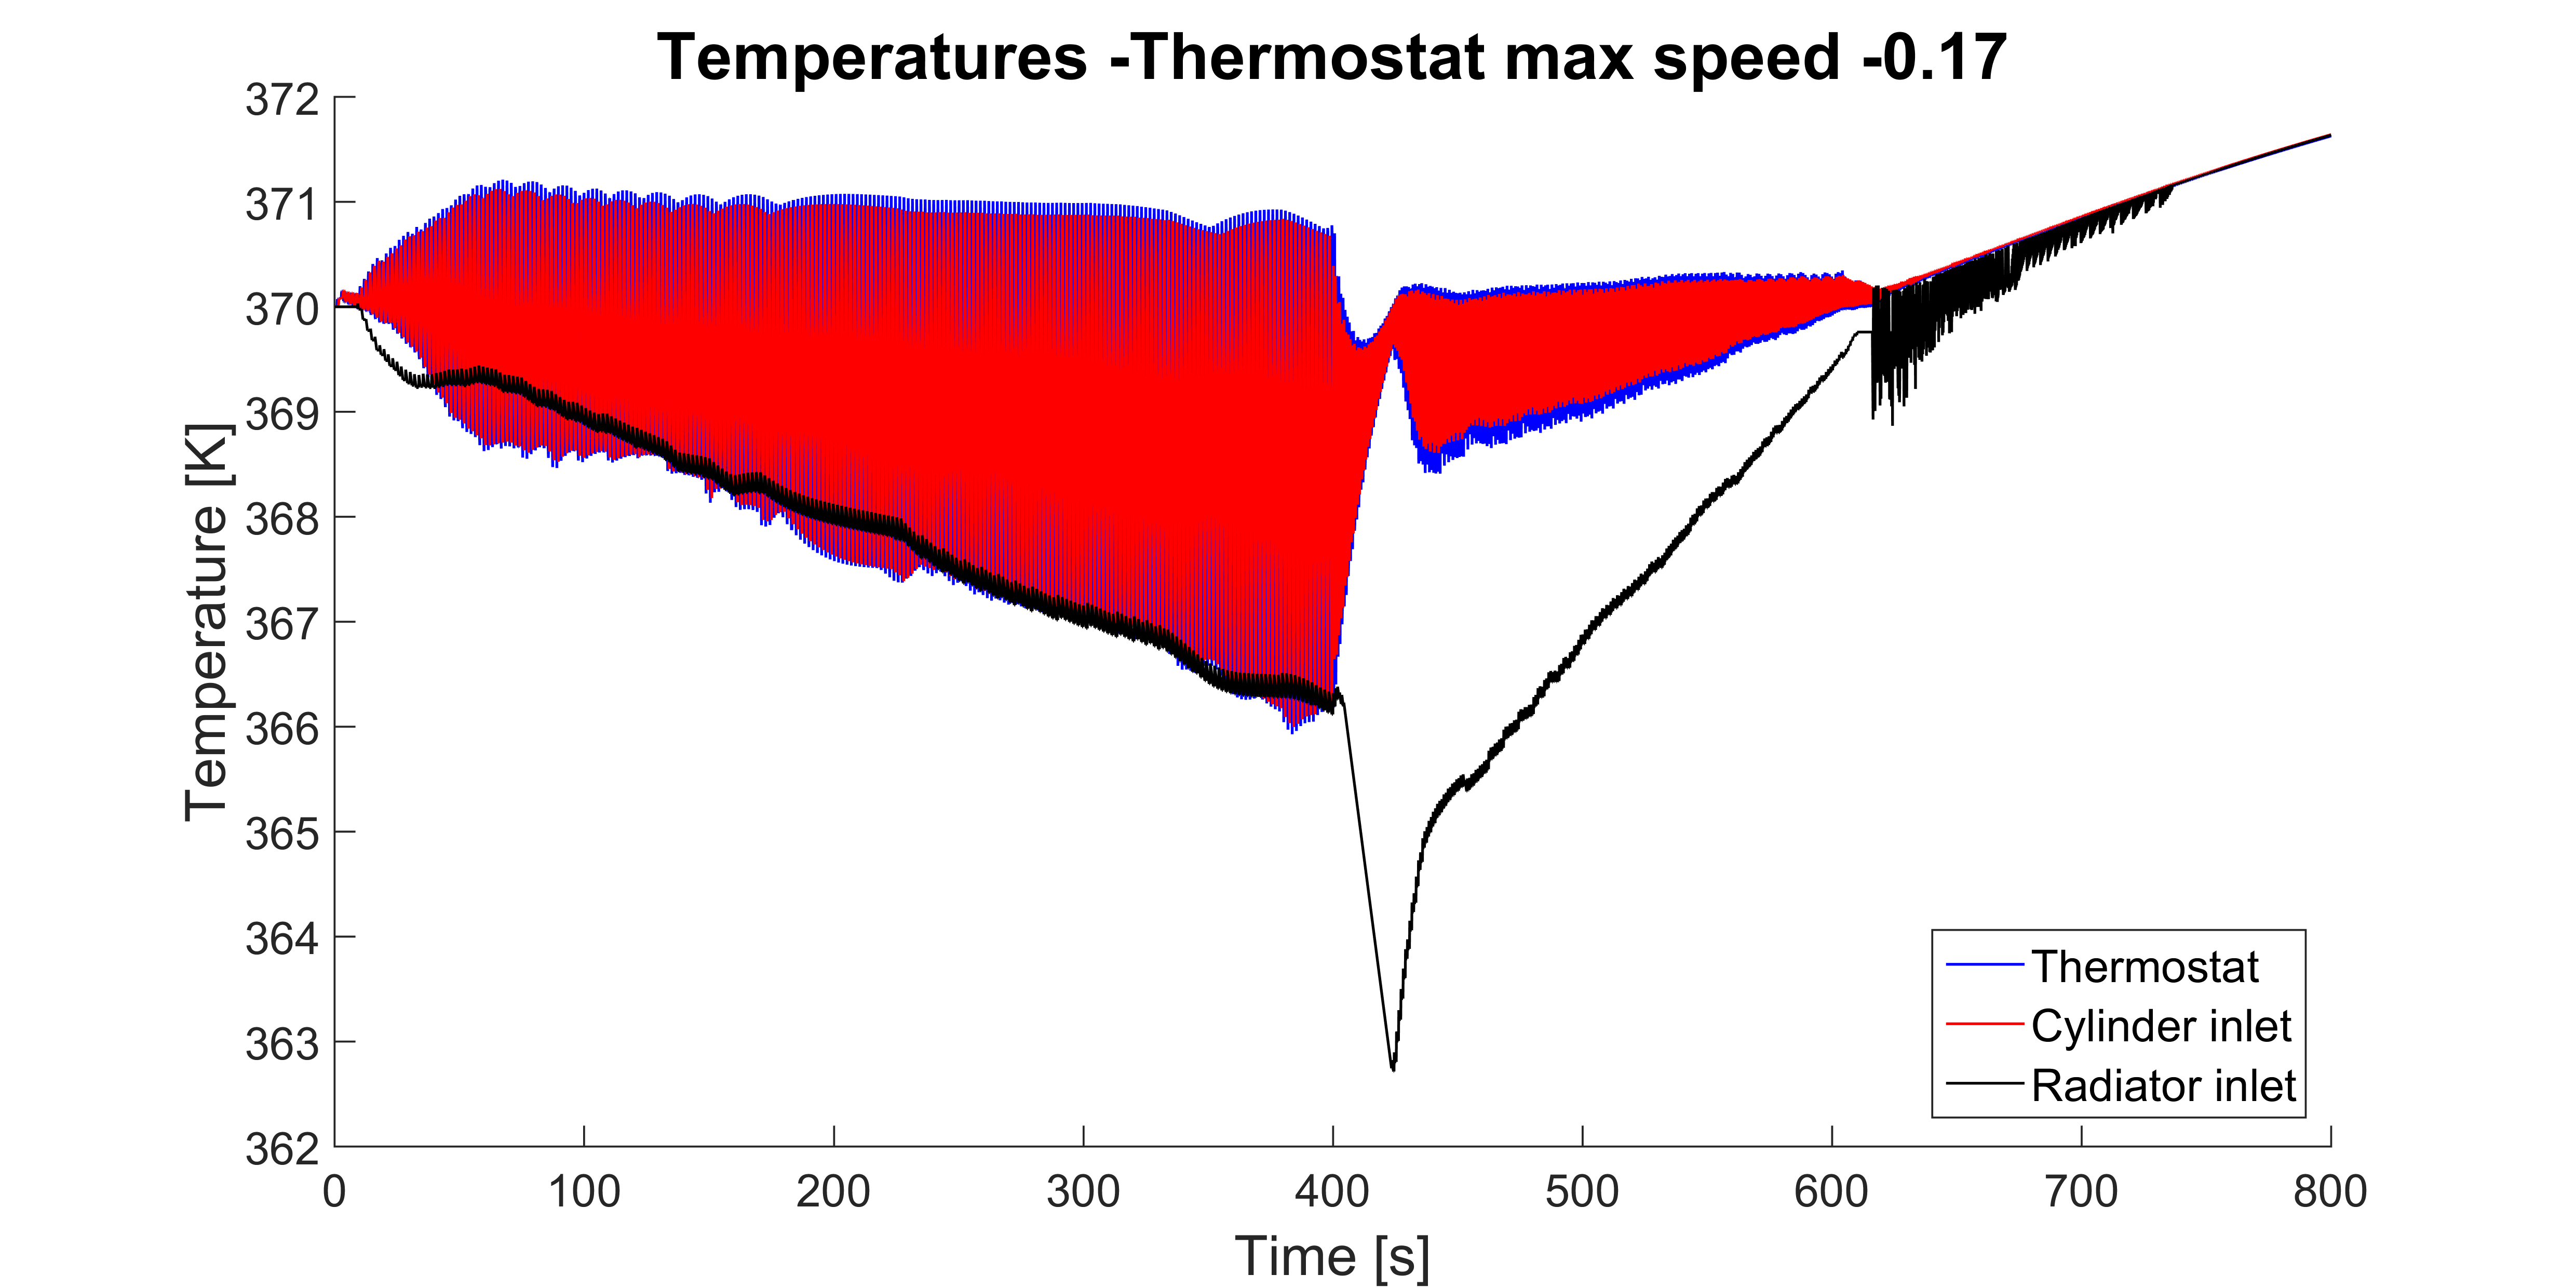 Temperatures -Thermostat max speed -0.17
372
371
370
369
368
367
366
365
364
363
362
Temperature [K]
Thermostat
Cylinder inlet
Radiator inlet
0 100 200 300 400 500 600 700 800
Time [s]